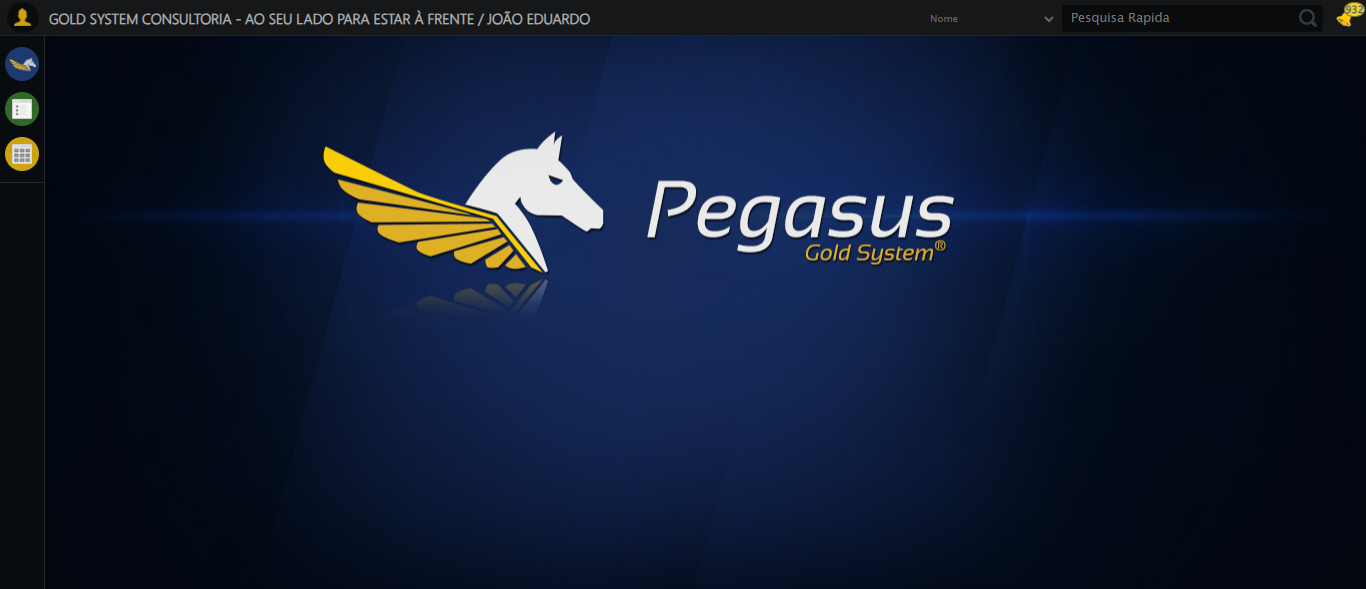 GOLD SYSTEM CONSULTORIA - AO SEU LADO PARA ESTAR À FRENTE / JOÃO EDUARDO
Nome
Pesquisa Rapida
932
Pegasus
Gold System®